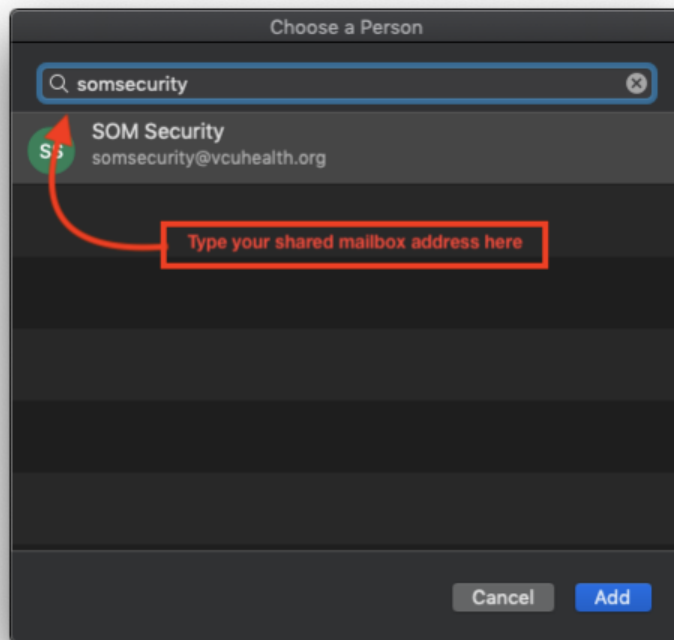 Choose a Person
somsecurity
SS
SOM Security
somsecurity@vcuhealth.org
Type your shared mailbox address here
Cancel
Add